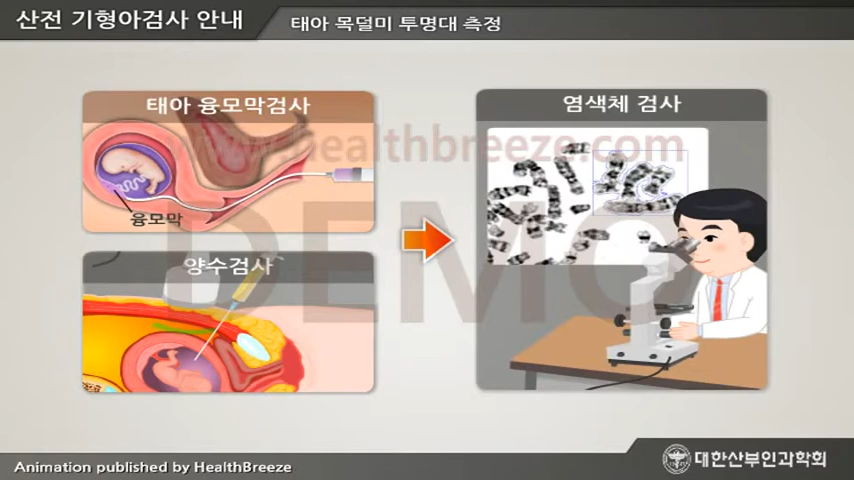 산전 기형아검사 안내
태아 목덜미 투명대 측정
태아 융모막검사
융모막
양수검사
염색체 검사
www.healthbreeze.com
DEMO
Animation published by HealthBreeze
대한산부인과학회